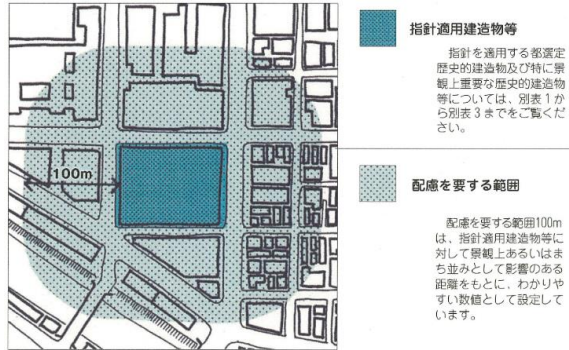 100m
指針適用建造物等
指針を適用する都選定
歴史的建造物及び特に景
観上重要な歴史的建造物
等については、別表1か
ら別表3までをご覧くだ
さい。
配慮を要する範囲
配慮を要する範囲100m
は、指針適用建造物等に
対して景観上あるいはま
ち並みとして影響のある
距離をもとに、わかりや
すい数値として設定して
います。